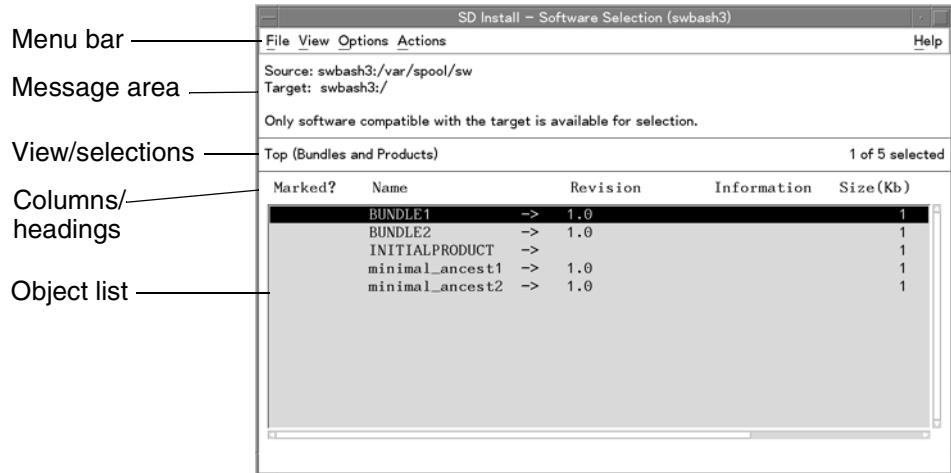 SD Install – Software Selection (swbash3)
Menu bar
File View Options Actions Help
Message area
Source: swbash3:/var/spool/sw
Target: swbash3:/
Only software compatible with the target is available for selection.
View/selections
Top (Bundles and Products) 1 of 5 selected
Columns/
headings
Marked? Name Revision Information Size(Kb)
BUNDLE1 -> 1.0 1
BUNDLE2 -> 1.0 1
INITIALPRODUCT -> 1
minimal_ancest1 -> 1.0 1
minimal_ancest2 -> 1.0 1
Object list